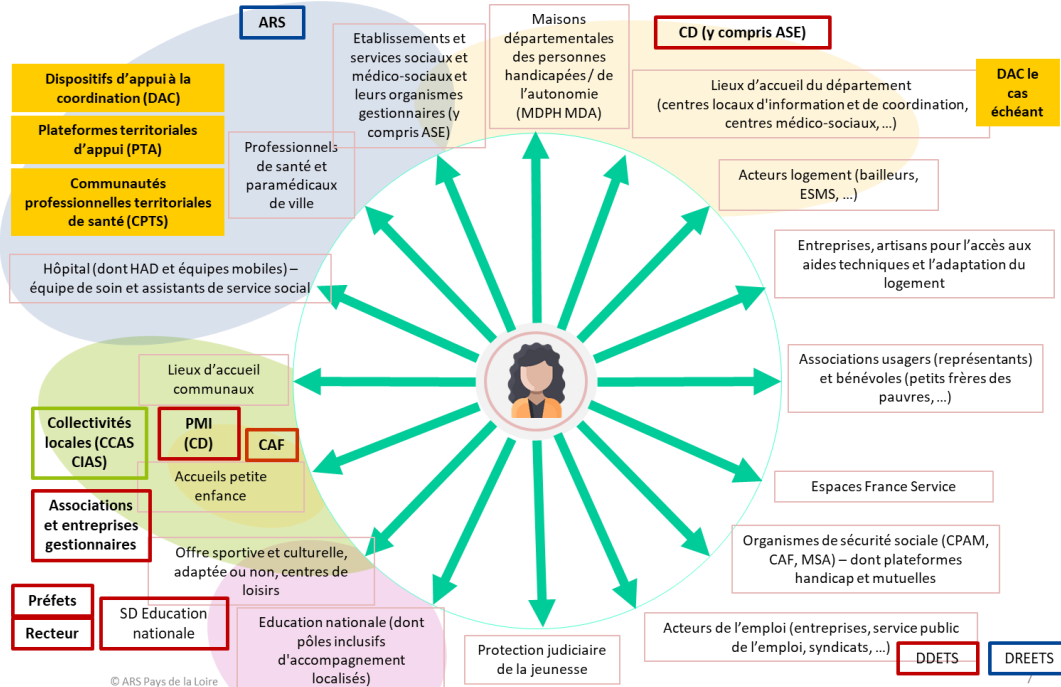 ARS
Etablissements et
services sociaux et
médico-sociaux et
leurs organismes
gestionnaires (y
compris ASE)
Maisons
départementales
des personnes
handicapées / de
l'autonomie
(MDPH MDA)
CD (y compris ASE)
Lieux d'accueil du département
(centres locaux d'information et de coordination,
centres médico-sociaux, ...)
DAC le
cas
échéant
Dispositifs d'appui à la
coordination (DAC)
Plateformes territoriales
d'appui (PTA)
Communautés
professionnelles territoriales
de santé (CPTS)
Professionnels
de santé et
paramédicaux
de ville
Acteurs logement (bailleurs,
ESMS, ...)
Hôpital (dont HAD et équipes mobiles) –
équipe de soin et assistants de service social
Entreprises, artisans pour l'accès aux
aides techniques et l'adaptation du
logement
Lieux d'accueil
communaux
Associations usagers (représentants)
et bénévoles (petits frères des
pauvres, ...)
Collectivités
locales (CCAS
CIAS)
PMI
(CD)
CAF
Accueils petite
enfance
Espaces France Service
Associations
et entreprises
gestionnaires
Offre sportive et culturelle,
adaptée ou non, centres de
loisirs
Organismes de sécurité sociale (CPAM,
CAF, MSA) – dont plateformes
handicap et mutuelles
Préfets
Recteur
SD Education
nationale
Education nationale (dont
pôles inclusifs
d'accompagnement
localisés)
Protection judiciaire
de la jeunesse
Acteurs de l'emploi (entreprises, service public
de l'emploi, syndicats, ...)
DDETS
DREETS
© ARS Pays de la Loire
7